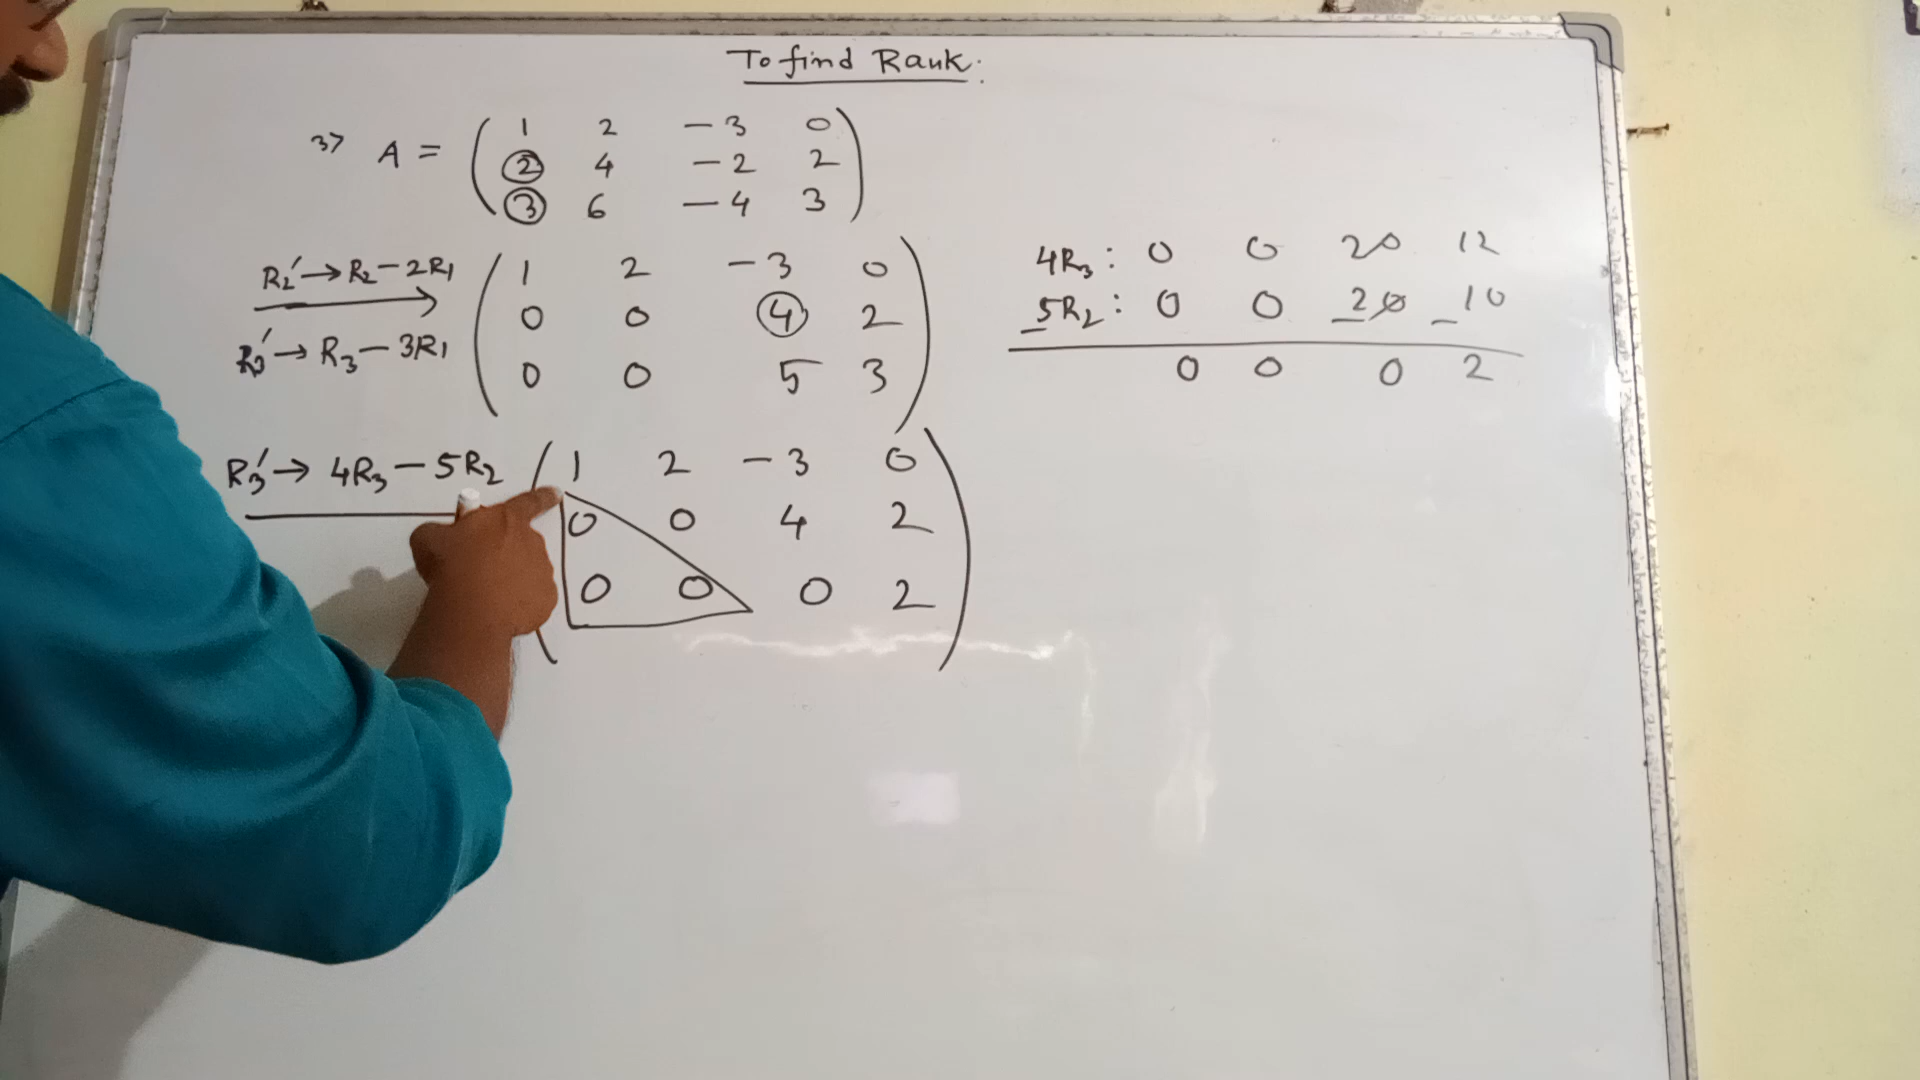 To find Rank.
3> A = ( 1 2 -3 0
2 4 -2 2
3 6 -4 3 )
R2' → R2 - 2R1
R3' → R3 - 3R1
( 1 2 -3 0
0 0 4 2
0 0 5 3 )
4R3 : 0 0 20 12
5R2 : 0 0 20 10
0 0 0 2
R3' → 4R3 - 5R2
( 1 2 -3 0
0 0 4 2
0 0 0 2 )